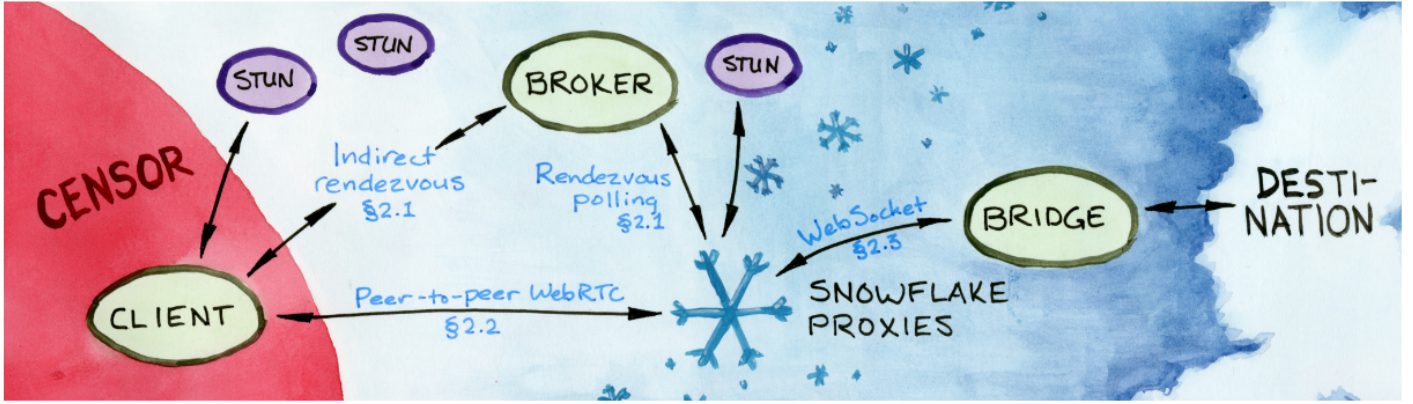 CENSOR
STUN
STUN
BROKER
STUN
Indirect
rendezvous
§2.1
Rendezvous
polling
§2.1
WebSocket
§2.3
BRIDGE
DESTI-
NATION
CLIENT
Peer-to-peer WebRTC
§2.2
SNOWFLAKE
PROXIES